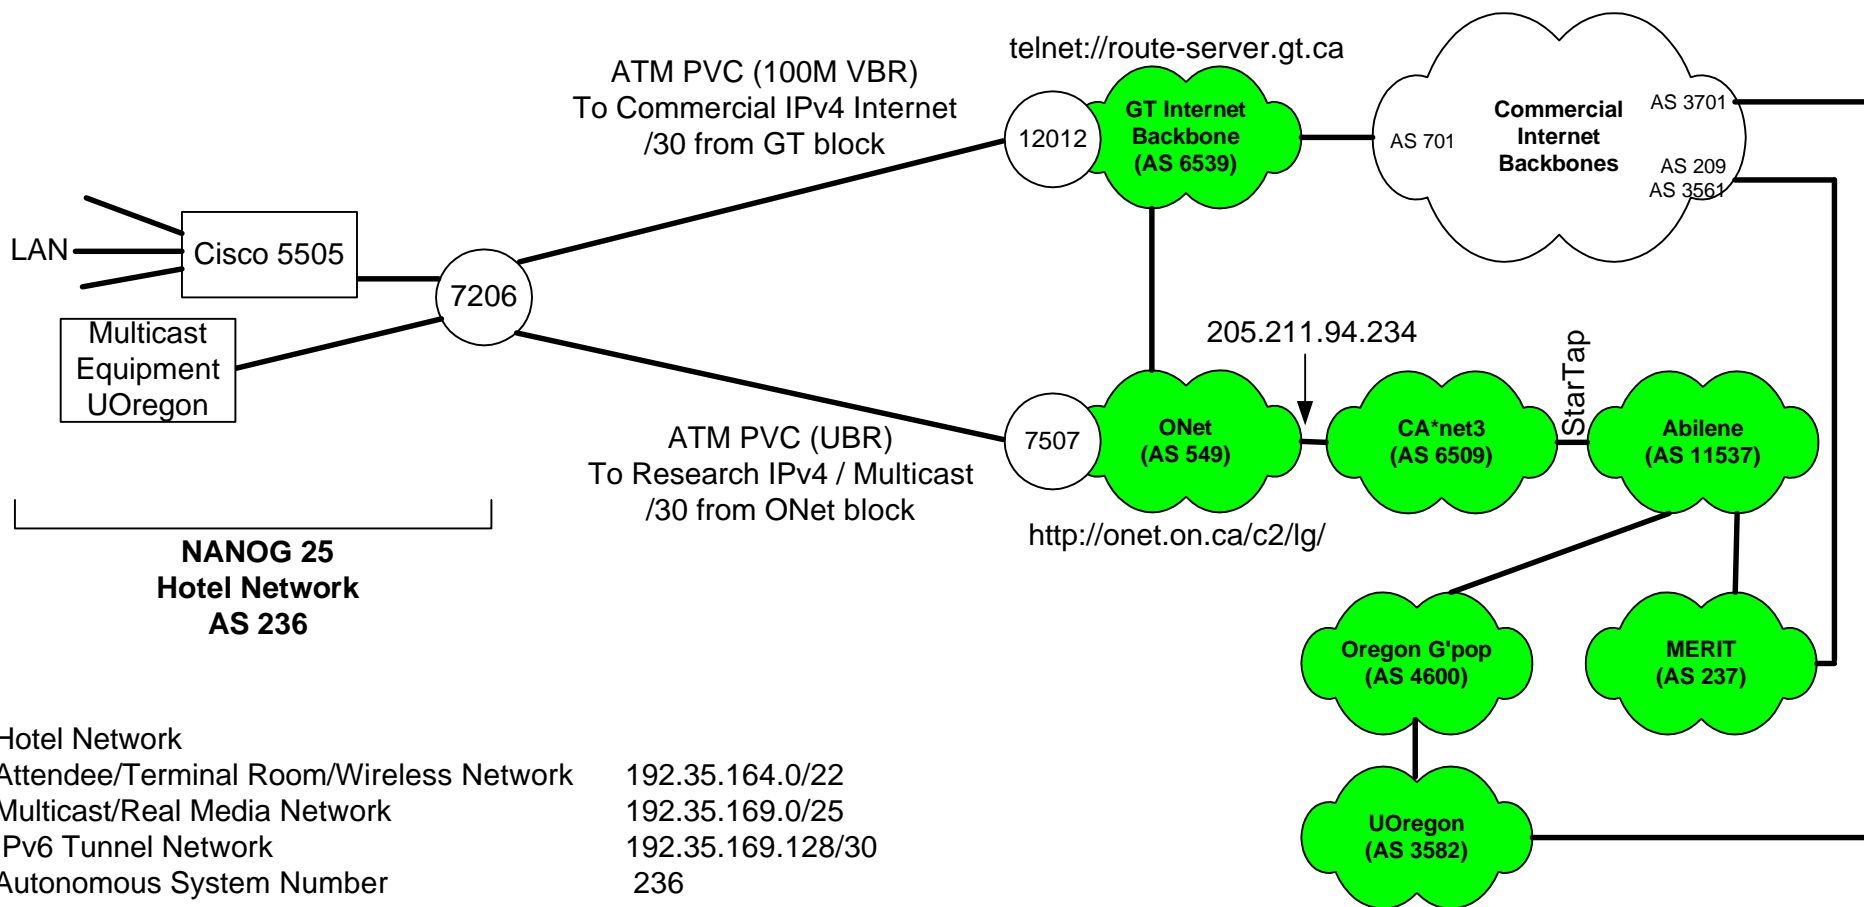 telnet://route-server.gt.ca
ATM PVC (100M VBR)
To Commercial IPv4 Internet
/30 from GT block
12012
GT Internet
Backbone
(AS 6539)
AS 701
Commercial
Internet
Backbones
AS 3701
AS 209
AS 3561
LAN
Cisco 5505
7206
Multicast
Equipment
UOregon
205.211.94.234
StarTap
ATM PVC (UBR)
To Research IPv4 / Multicast
/30 from ONet block
7507
ONet
(AS 549)
CA*net3
(AS 6509)
Abilene
(AS 11537)
http://onet.on.ca/c2/lg/
NANOG 25
Hotel Network
AS 236
Oregon G'pop
(AS 4600)
MERIT
(AS 237)
UOregon
(AS 3582)
Hotel Network
Attendee/Terminal Room/Wireless Network 192.35.164.0/22
Multicast/Real Media Network 192.35.169.0/25
IPv6 Tunnel Network 192.35.169.128/30
Autonomous System Number 236